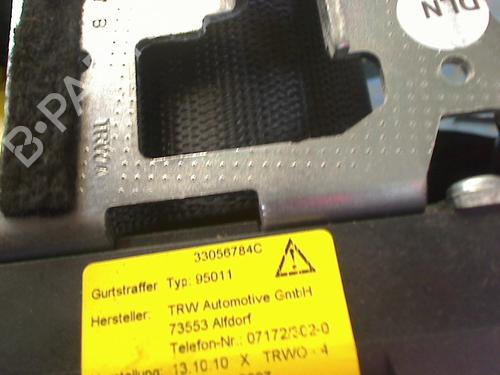 DLN
B
TRW A
B-PA
33056784C
Gurtstraffer Typ: 95011
Hersteller: TRW Automotive GmbH
73553 Alfdorf
Telefon-Nr.: 07172/302-0
13.10.10 X TRWO - 4